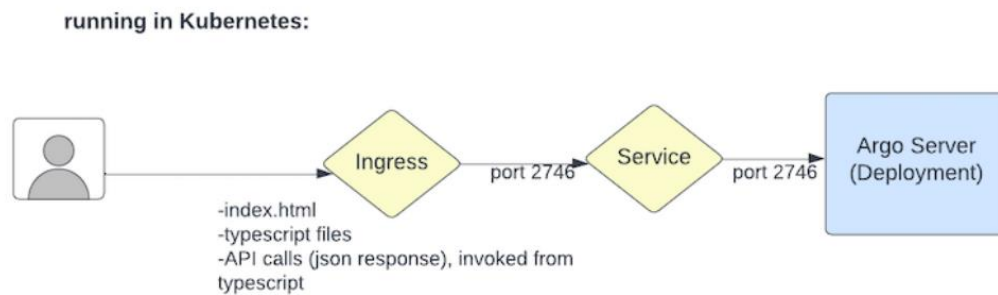 running in Kubernetes:
Ingress
port 2746
Service
port 2746
Argo Server
(Deployment)
-index.html
-typescript files
-API calls (json response), invoked from
typescript